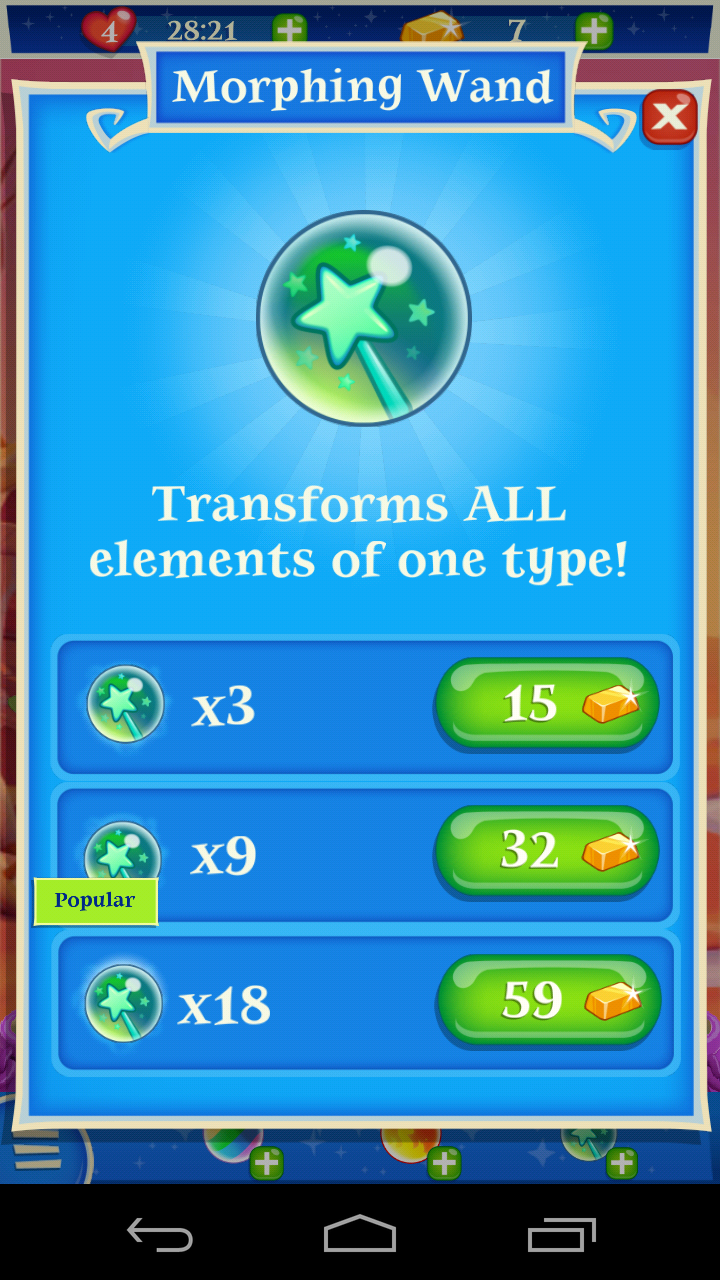 4 28:21 7
Morphing Wand
Transforms ALL
elements of one type!
x3 15
x9 32
Popular
x18 59